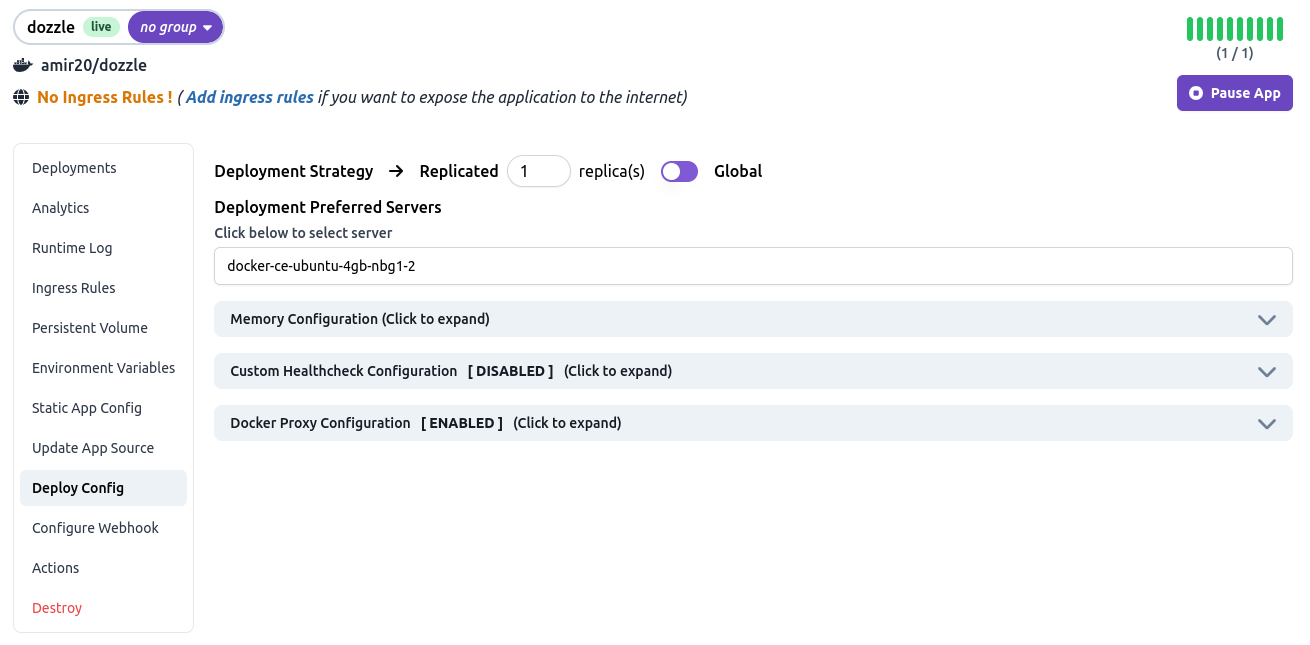 dozzle live no group
(1 / 1)
amir20/dozzle
No Ingress Rules ! ( Add ingress rules if you want to expose the application to the internet)
Pause App
Deployments
Analytics
Runtime Log
Ingress Rules
Persistent Volume
Environment Variables
Static App Config
Update App Source
Deploy Config
Configure Webhook
Actions
Destroy
Deployment Strategy → Replicated 1 replica(s) Global
Deployment Preferred Servers
Click below to select server
docker-ce-ubuntu-4gb-nbg1-2
Memory Configuration (Click to expand)
Custom Healthcheck Configuration [ DISABLED ] (Click to expand)
Docker Proxy Configuration [ ENABLED ] (Click to expand)